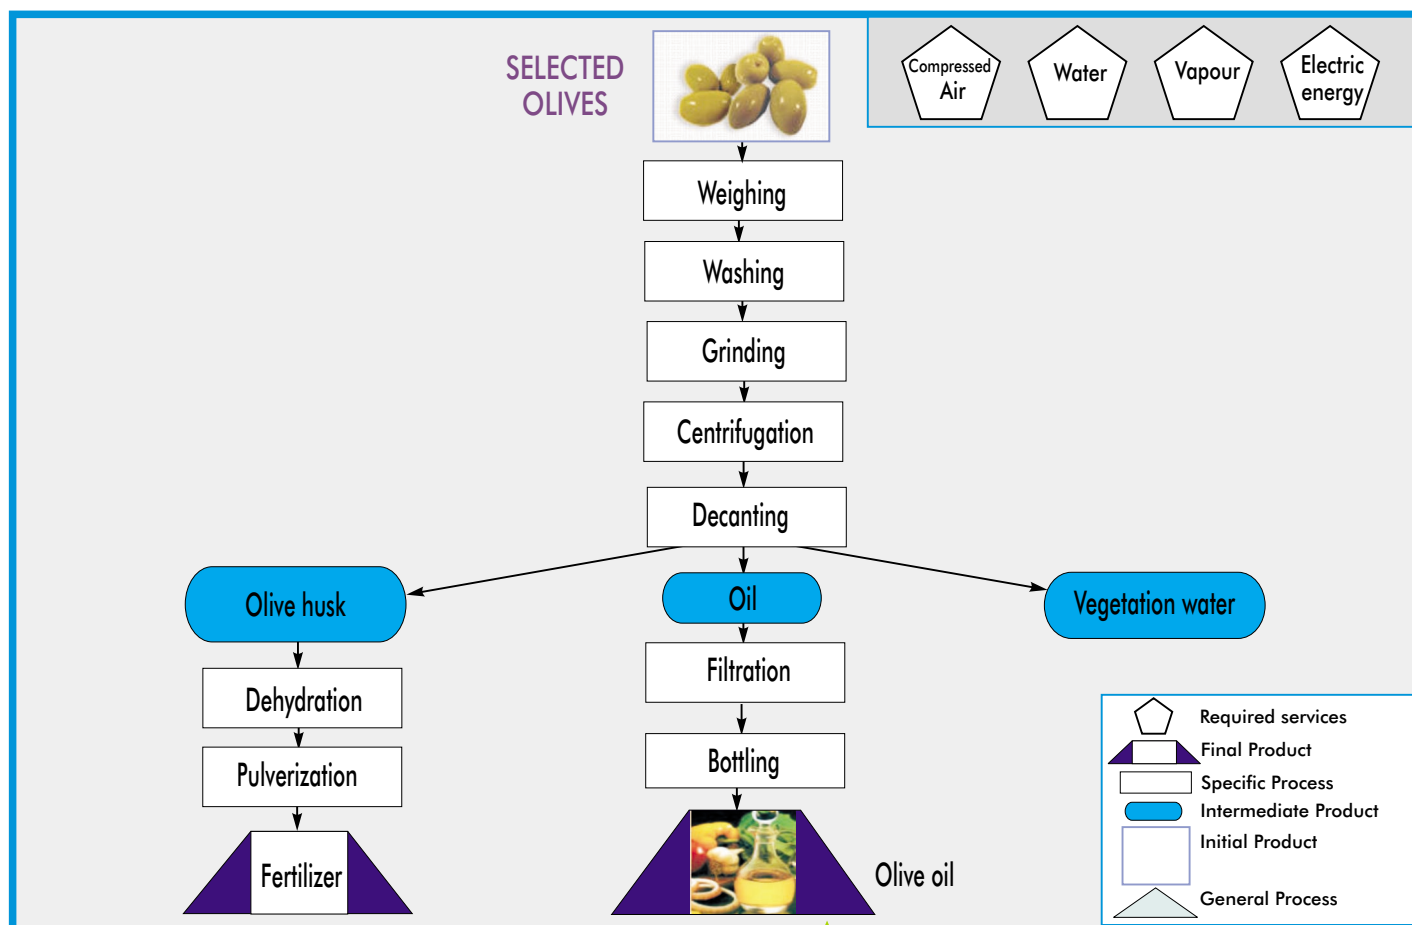 SELECTED
OLIVES
Compressed
Air
Water
Vapour
Electric
energy
Weighing
Washing
Grinding
Centrifugation
Decanting
Olive husk
Oil
Vegetation water
Dehydration
Filtration
Pulverization
Bottling
Fertilizer
Olive oil
Required services
Final Product
Specific Process
Intermediate Product
Initial Product
General Process